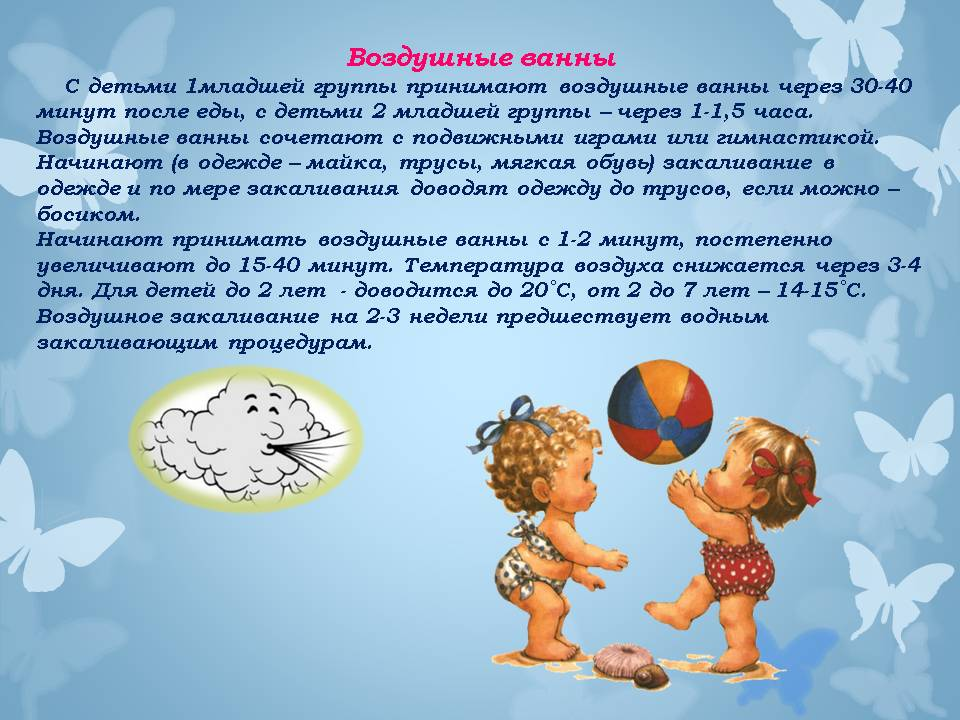 Воздушные ванны
С детьми 1младшей группы принимают воздушные ванны через 30-40
минут после еды, с детьми 2 младшей группы – через 1-1,5 часа.
Воздушные ванны сочетают с подвижными играми или гимнастикой.
Начинают (в одежде – майка, трусы, мягкая обувь) закаливание в
одежде и по мере закаливания доводят одежду до трусов, если можно –
босиком.
Начинают принимать воздушные ванны с 1-2 минут, постепенно
увеличивают до 15-40 минут. Температура воздуха снижается через 3-4
дня. Для детей до 2 лет - доводится до 20˚С, от 2 до 7 лет – 14-15˚С.
Воздушное закаливание на 2-3 недели предшествует водным
закаливающим процедурам.